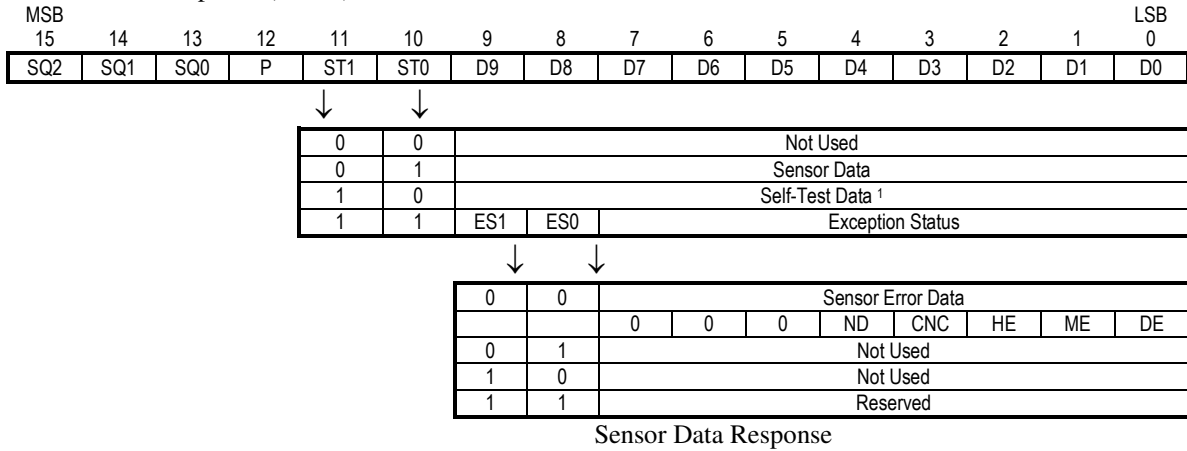 MSB LSB
15 14 13 12 11 10 9 8 7 6 5 4 3 2 1 0
SQ2 SQ1 SQ0 P ST1 ST0 D9 D8 D7 D6 D5 D4 D3 D2 D1 D0
↓ ↓
0 0 Not Used
0 1 Sensor Data
1 0 Self-Test Data 1
1 1 ES1 ES0 Exception Status
↓ ↓
0 0 Sensor Error Data
0 0 0 ND CNC HE ME DE
0 1 Not Used
1 0 Not Used
1 1 Reserved
Sensor Data Response